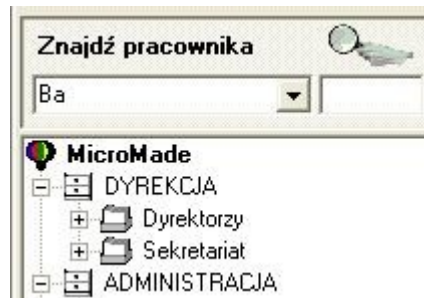 Znajdź pracownika
Ba
MicroMade
DYREKCJA
Dyrektorzy
Sekretariat
ADMINISTRACJA